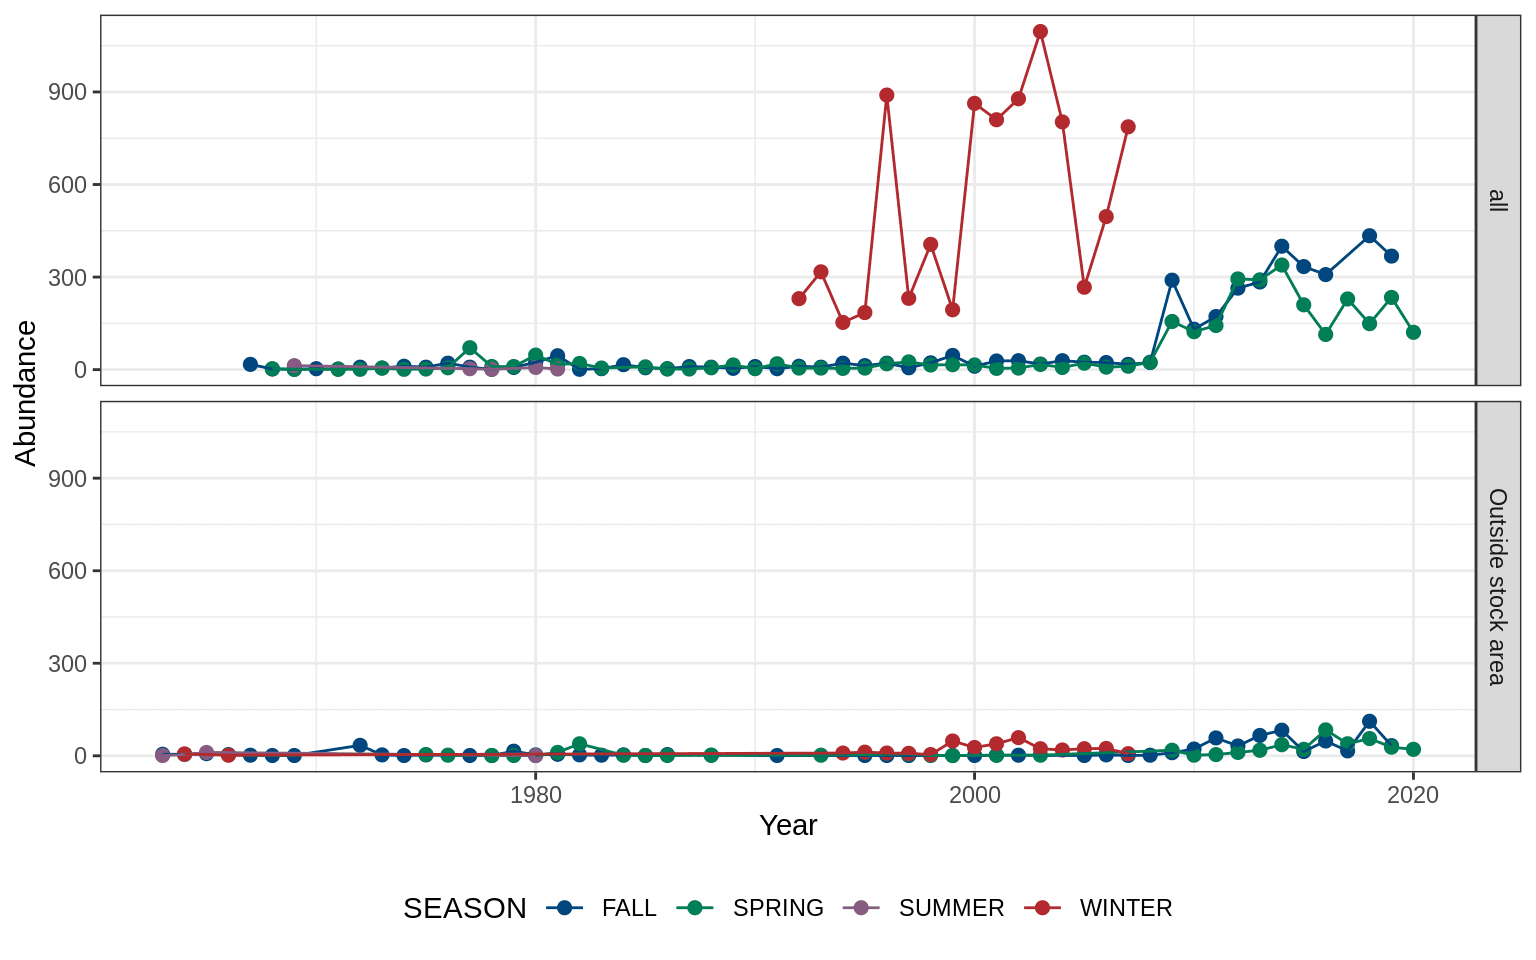 900
600
300
0
all
900
600
300
0
Outside stock area
Abundance
1980 2000 2020
Year
SEASON FALL SPRING SUMMER WINTER